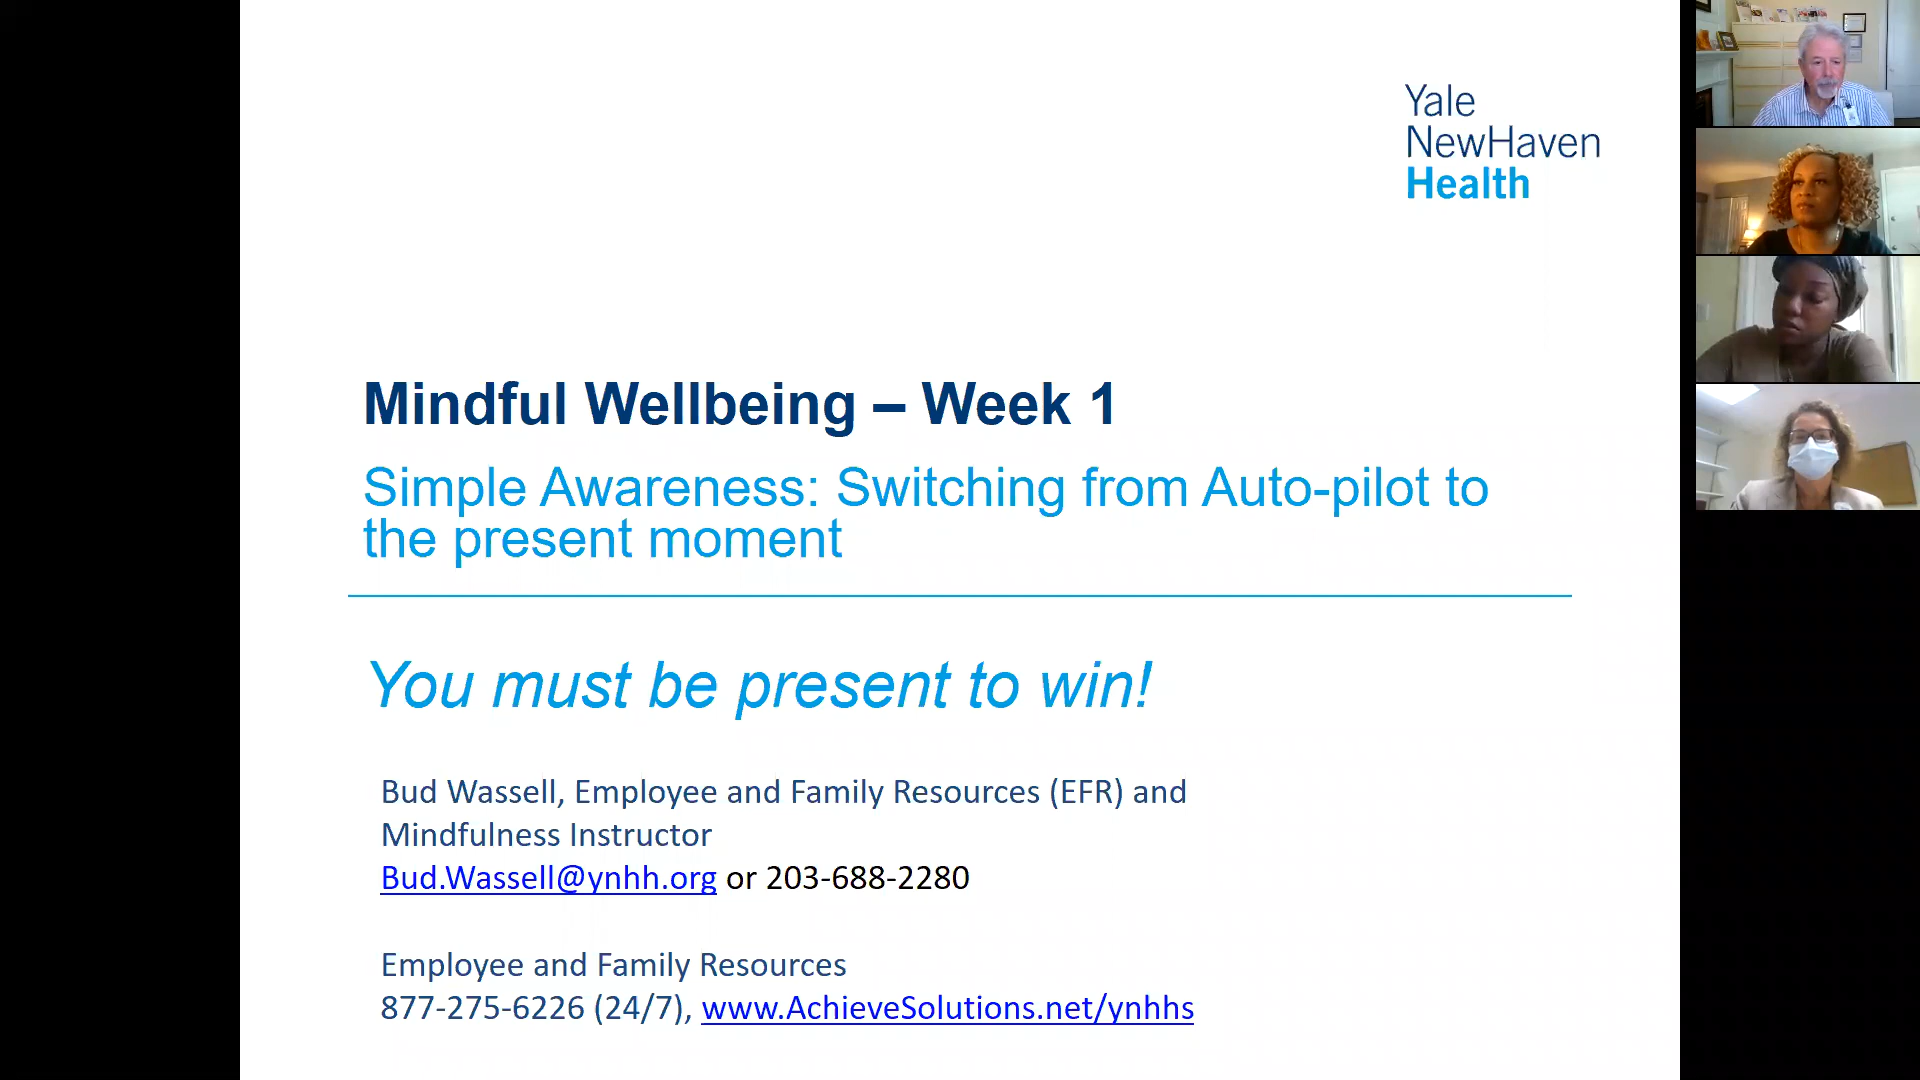 Yale
NewHaven
Health
Mindful Wellbeing – Week 1
Simple Awareness: Switching from Auto-pilot to
the present moment
You must be present to win!
Bud Wassell, Employee and Family Resources (EFR) and
Mindfulness Instructor
Bud.Wassell@ynhh.org or 203-688-2280
Employee and Family Resources
877-275-6226 (24/7), www.AchieveSolutions.net/ynhhs